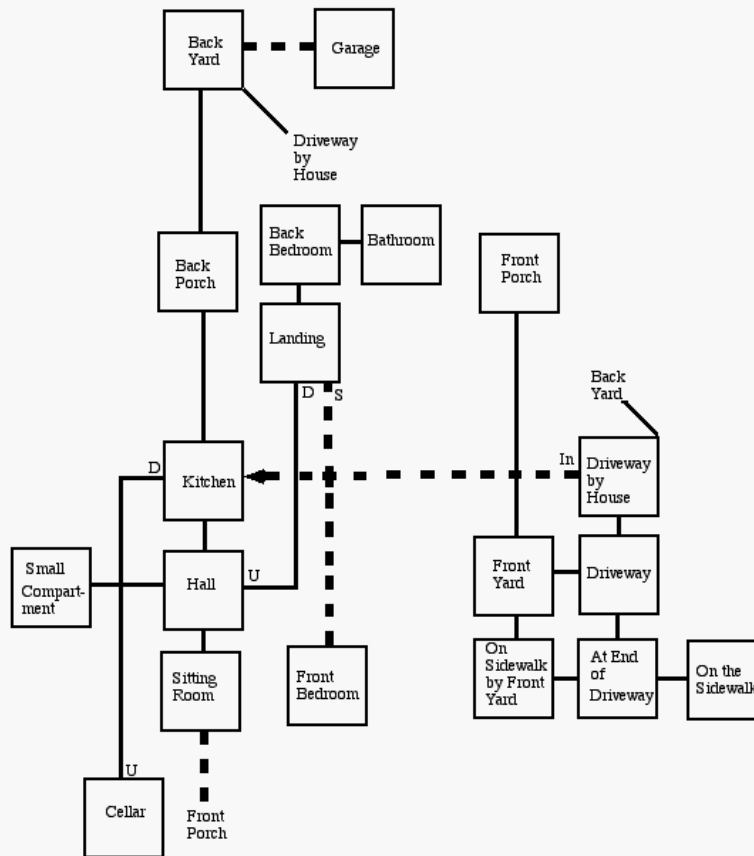 Back
Yard
Garage
Driveway
by
House
Back
Bedroom
Bathroom
Back
Porch
Front
Porch
Landing
D
S
Back
Yard
D
Kitchen
In
Driveway
by
House
Small
Compart-
ment
Hall
U
Front
Yard
Driveway
Sitting
Room
Front
Bedroom
On
Sidewalk
by Front
Yard
At End
of
Driveway
On the
Sidewalk
U
Cellar
Front
Porch